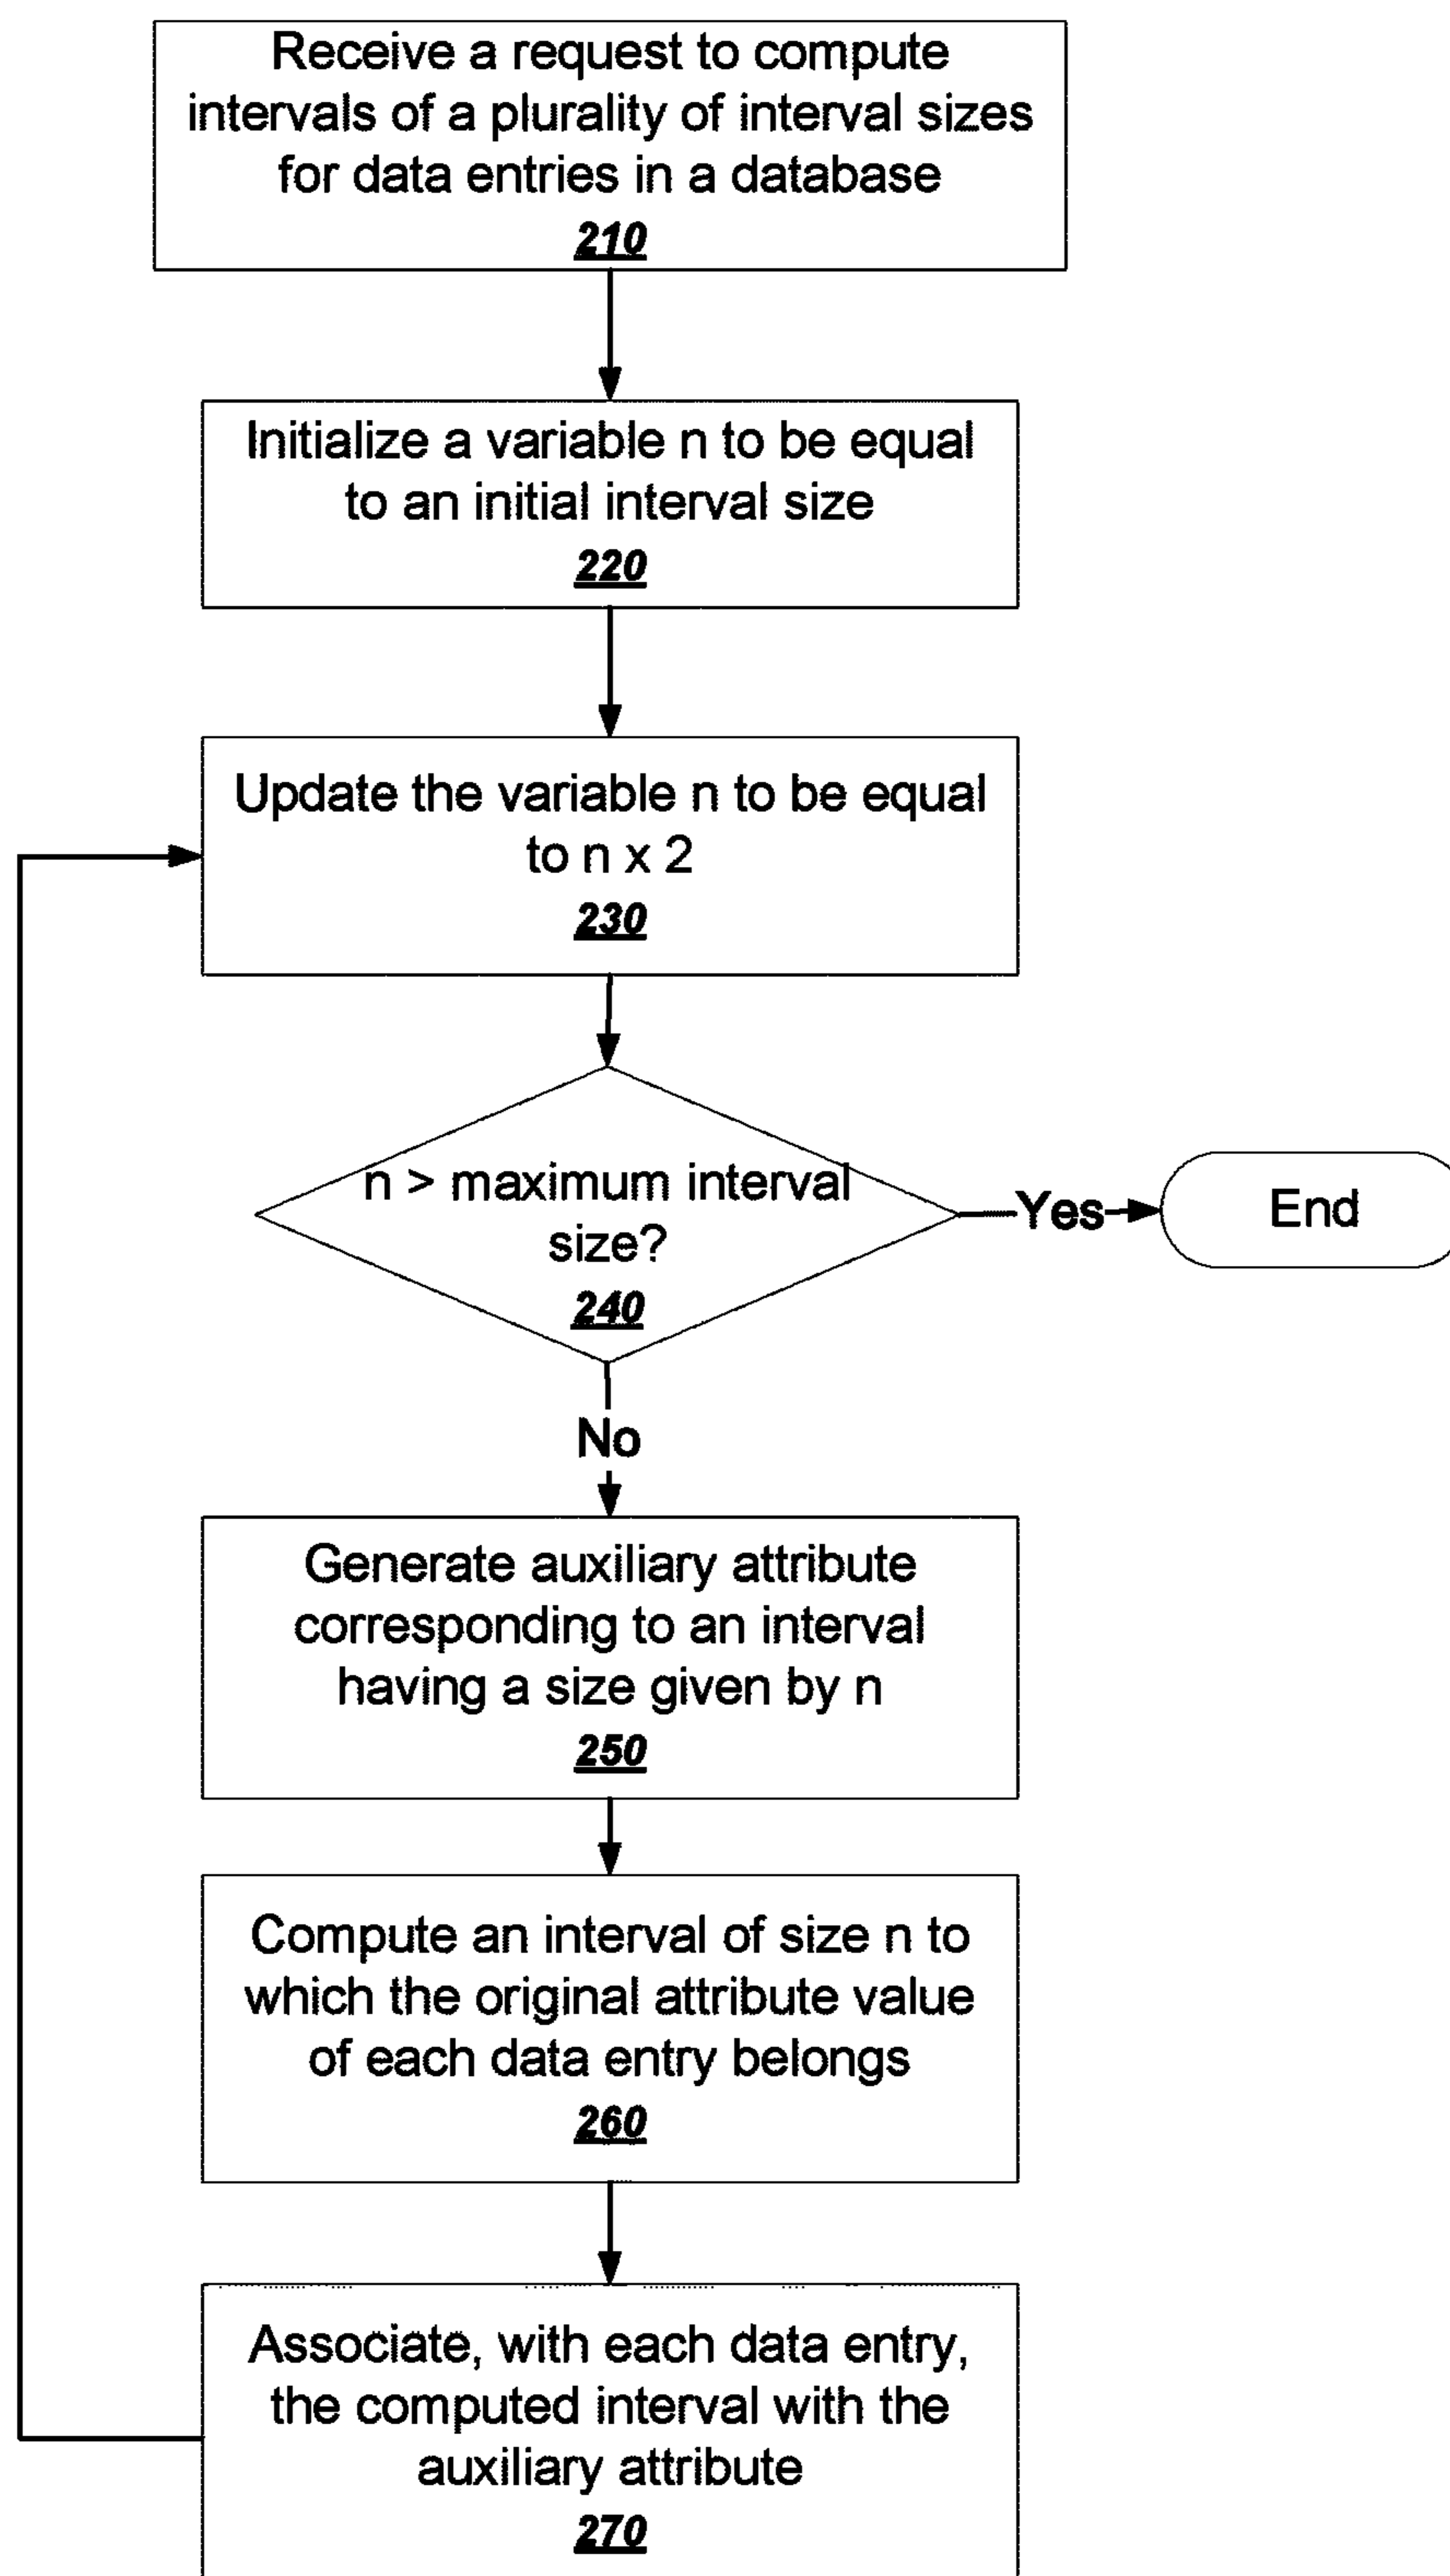 Receive a request to compute
intervals of a plurality of interval sizes
for data entries in a database
210
Initialize a variable n to be equal
to an initial interval size
220
Update the variable n to be equal
to n x 2
230
n > maximum interval
size?
240
Yes
End
No
Generate auxiliary attribute
corresponding to an interval
having a size given by n
250
Compute an interval of size n to
which the original attribute value
of each data entry belongs
260
Associate, with each data entry,
the computed interval with the
auxiliary attribute
270